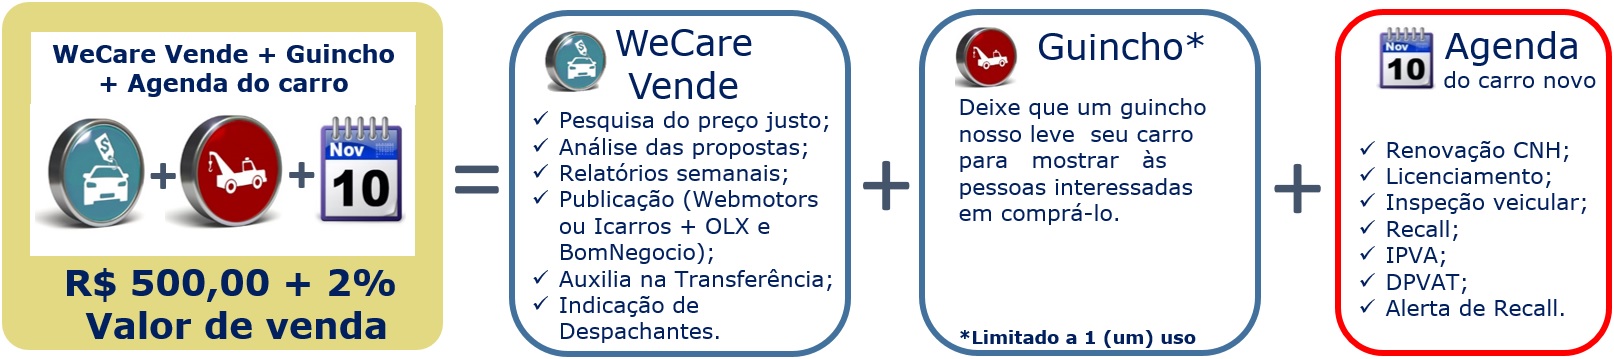 WeCare Vende + Guincho
+ Agenda do carro
$
+
+
Nov
10
R$ 500,00 + 2%
Valor de venda
=
$
WeCare
Vende
✓ Pesquisa do preço justo;
✓ Análise das propostas;
✓ Relatórios semanais;
✓ Publicação (Webmotors
ou Icarros + OLX e
BomNegocio);
✓ Auxilia na Transferência;
✓ Indicação de
Despachantes.
+
Guincho*
Deixe que um guincho
nosso leve seu carro
para mostrar às
pessoas interessadas
em comprá-lo.
*Limitado a 1 (um) uso
+
Nov
10
Agenda
do carro novo
✓ Renovação CNH;
✓ Licenciamento;
✓ Inspeção veicular;
✓ Recall;
✓ IPVA;
✓ DPVAT;
✓ Alerta de Recall.